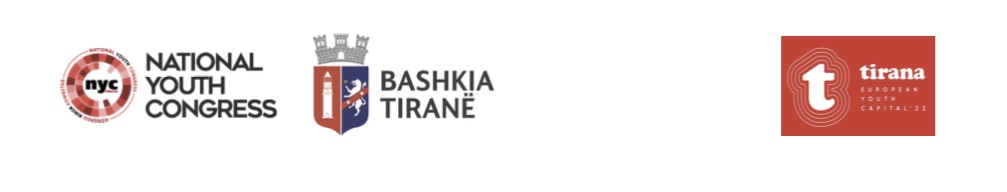 nyc
NATIONAL
YOUTH
CONGRESS
BASHKIA
TIRANË
t
tirana
EUROPEAN
YOUTH
CAPITAL '22